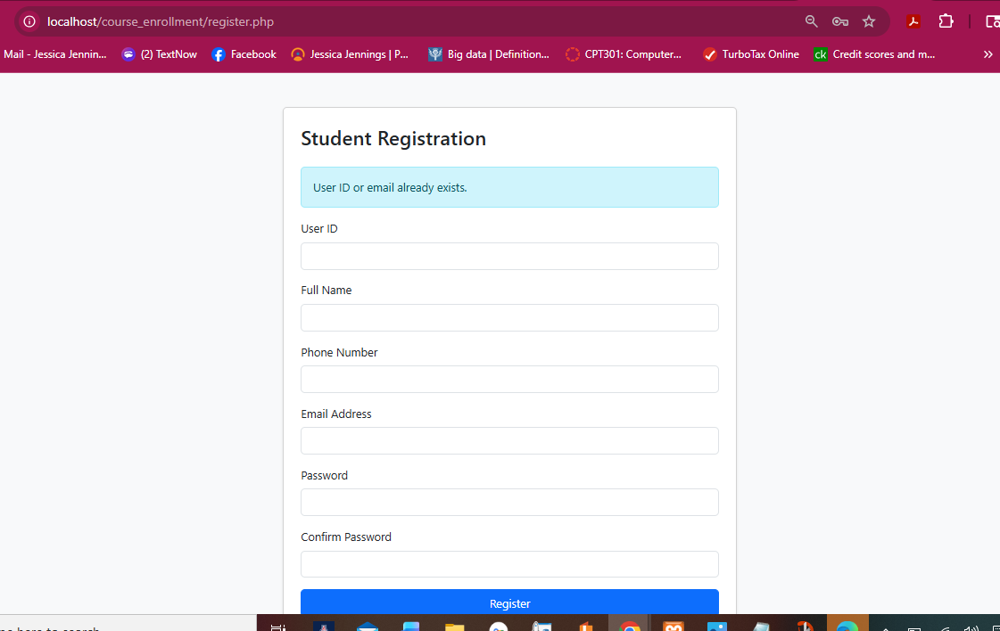 localhost/course_enrollment/register.php
Mail - Jessica Jennin... (2) TextNow Facebook Jessica Jennings | P... Big data | Definition... CPT301: Computer... TurboTax Online ck Credit scores and m... »
Student Registration
User ID or email already exists.
User ID
Full Name
Phone Number
Email Address
Password
Confirm Password
Register
here to search